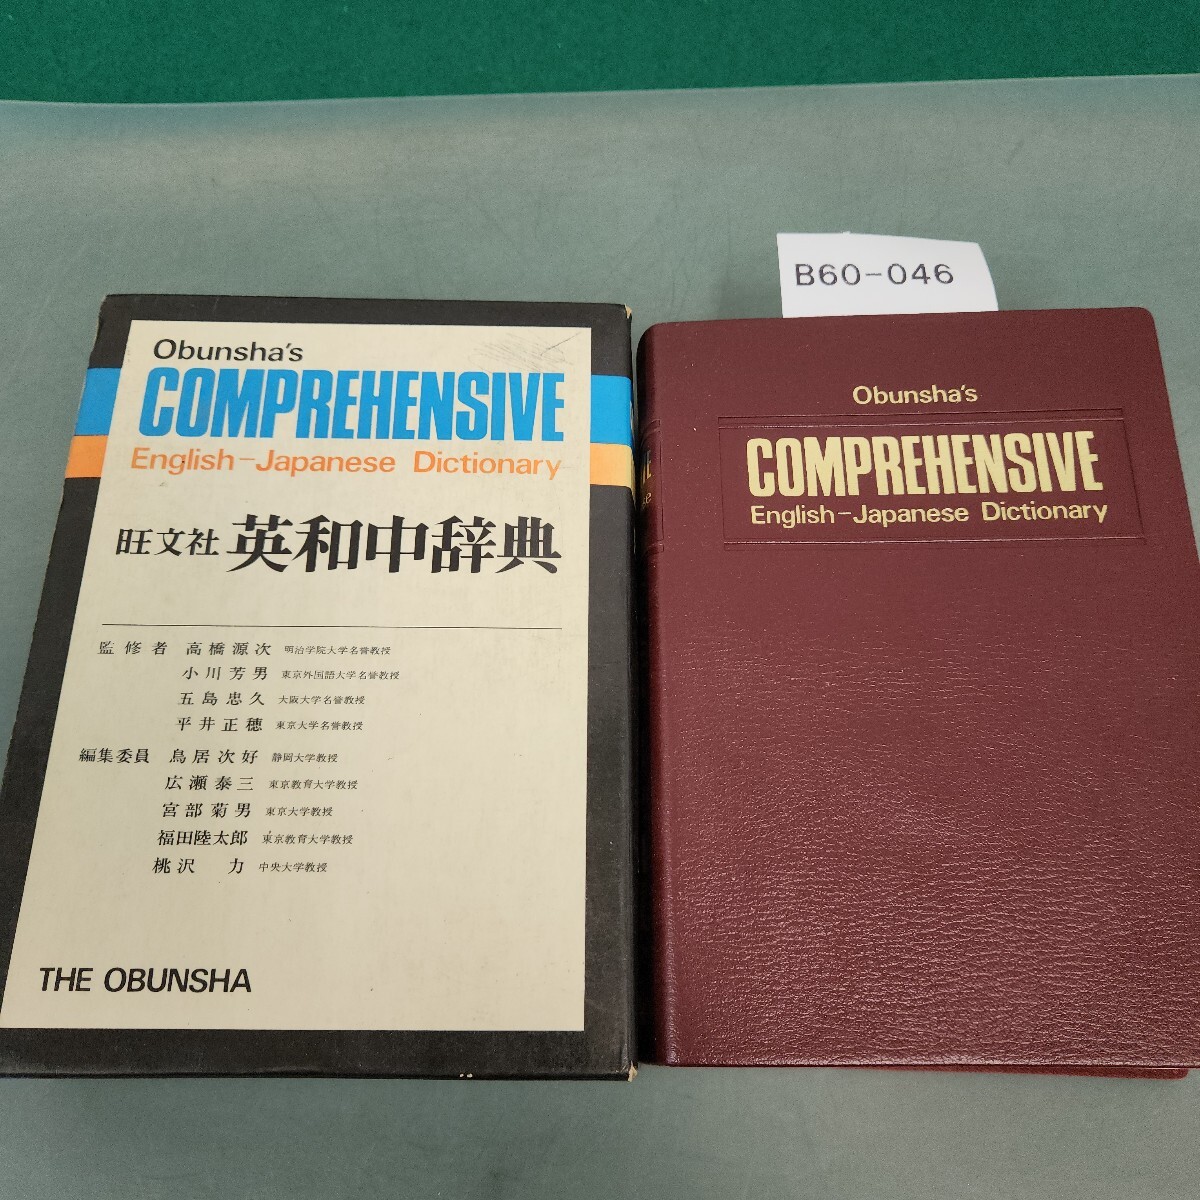 B60-046
Obunsha's
COMPREHENSIVE
English-Japanese Dictionary
旺文社 英和中辞典
監修者 高橋源次 明治学院大学名誉教授
小川芳男 東京外国語大学名誉教授
五島忠久 大阪大学名誉教授
平井正穂 東京大学名誉教授
編集委員 鳥居次好 静岡大学教授
広瀬泰三 東京教育大学教授
宮部菊男 東京大学教授
福田陸太郎 東京教育大学教授
桃沢 力 中央大学教授
THE OBUNSHA
Obunsha's
COMPREHENSIVE
English-Japanese Dictionary